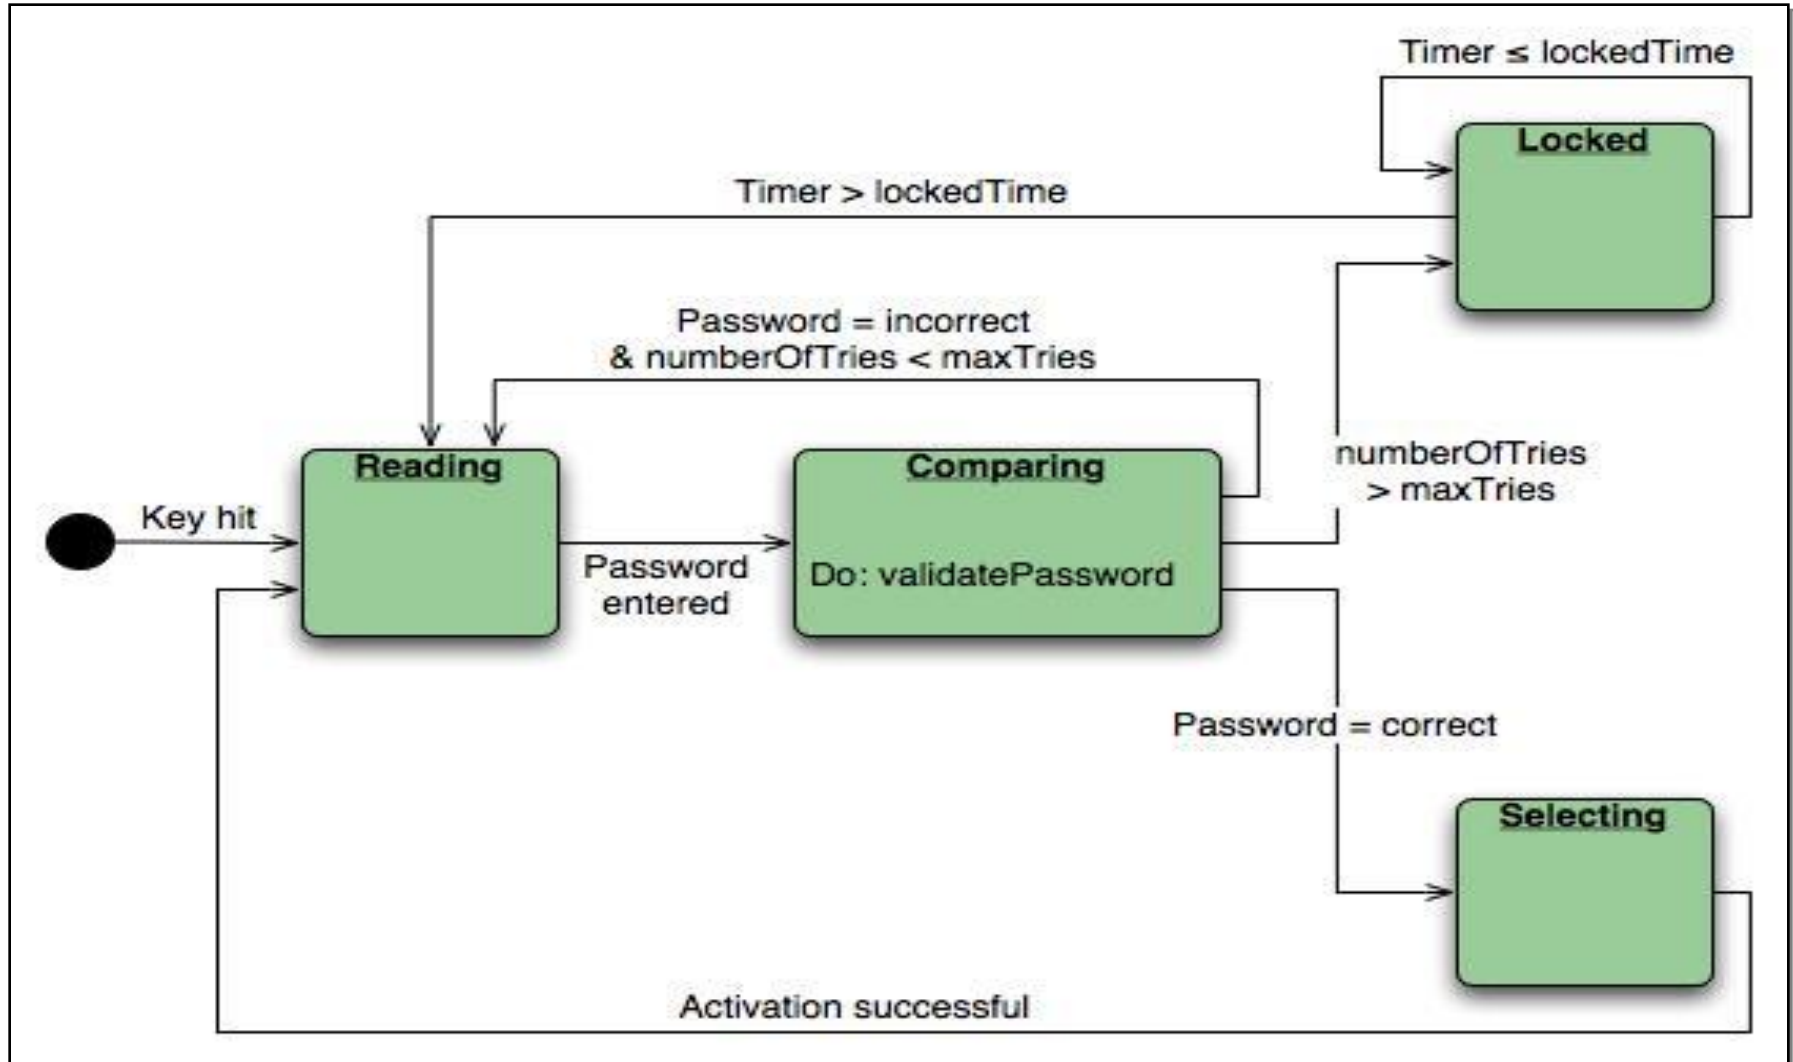 Timer ≤ lockedTime
Locked
Timer > lockedTime
Password = incorrect
& numberOfTries < maxTries
numberOfTries
> maxTries
Reading
Comparing
Key hit
Password
entered
Do: validatePassword
Password = correct
Selecting
Activation successful